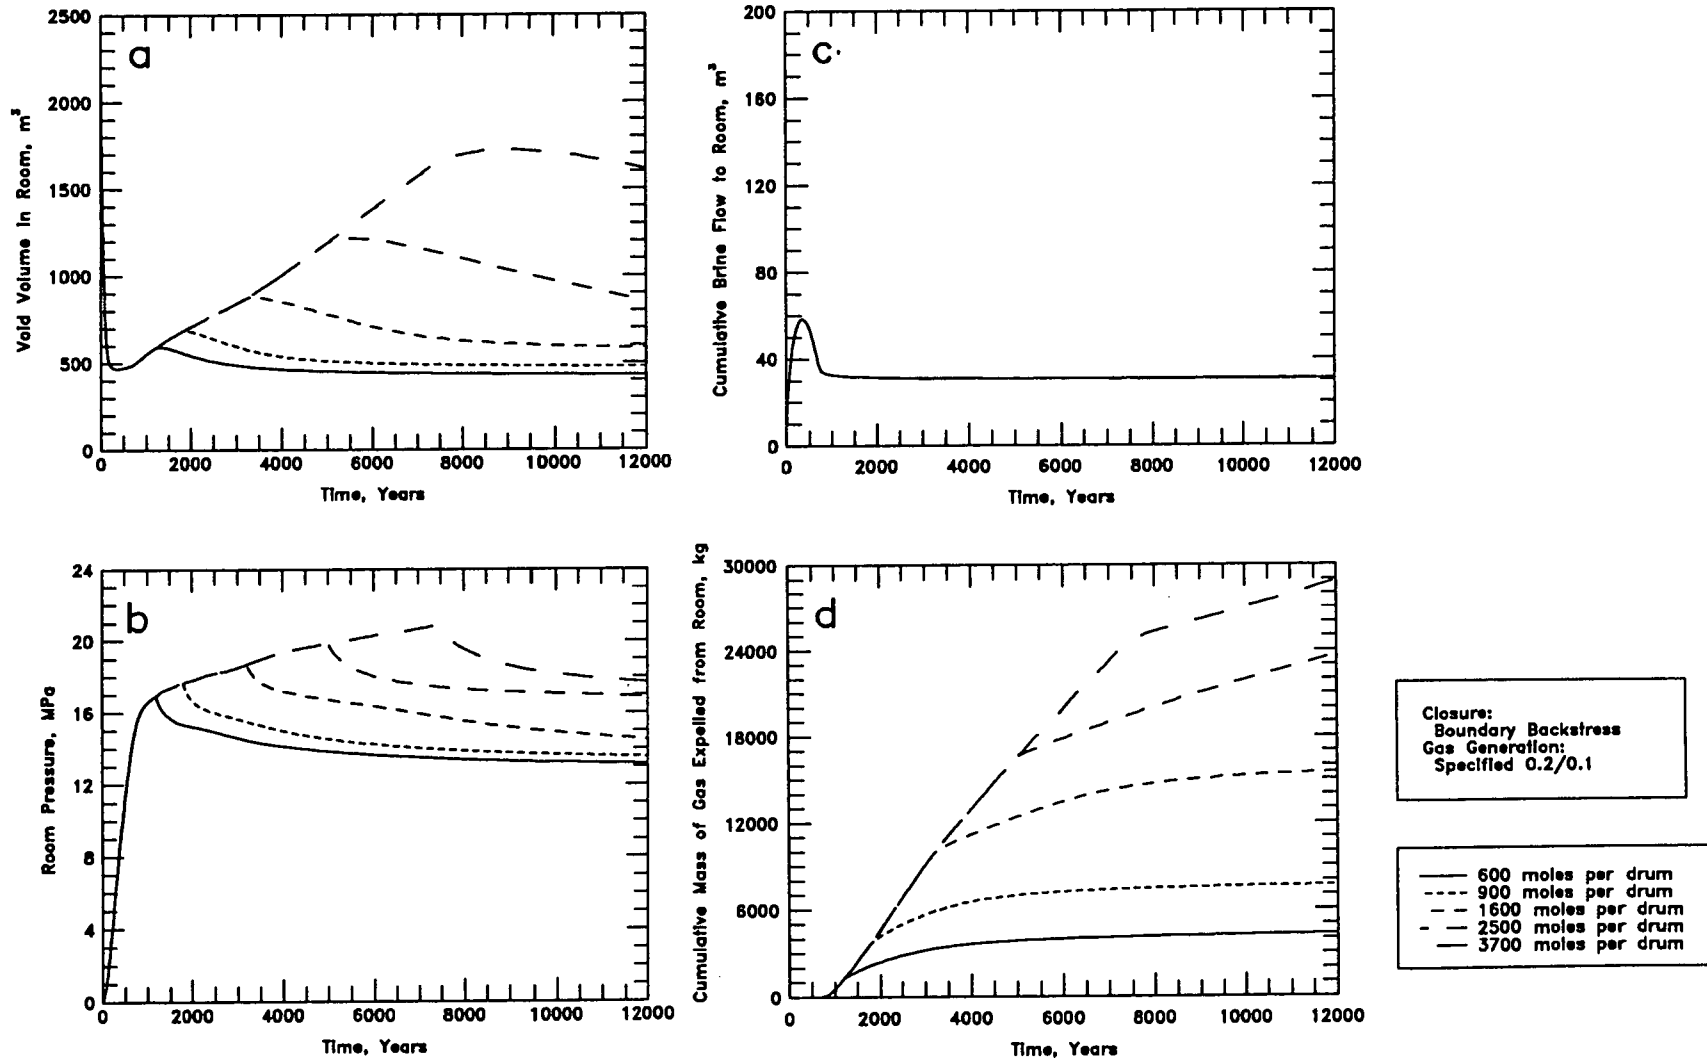 a
2500
2000
1500
1000
500
0
Void Volume in Room, m³
0 2000 4000 6000 8000 10000 12000
Time, Years
c
200
160
120
80
40
0
Cumulative Brine Flow to Room, m³
0 2000 4000 6000 8000 10000 12000
Time, Years
b
24
20
16
12
8
4
0
Room Pressure, MPa
0 2000 4000 6000 8000 10000 12000
Time, Years
d
30000
24000
18000
12000
6000
0
Cumulative Mass of Gas Expelled from Room, kg
0 2000 4000 6000 8000 10000 12000
Time, Years
Closure:
Boundary Backstress
Gas Generation:
Specified 0.2/0.1
600 moles per drum
900 moles per drum
1600 moles per drum
2500 moles per drum
3700 moles per drum